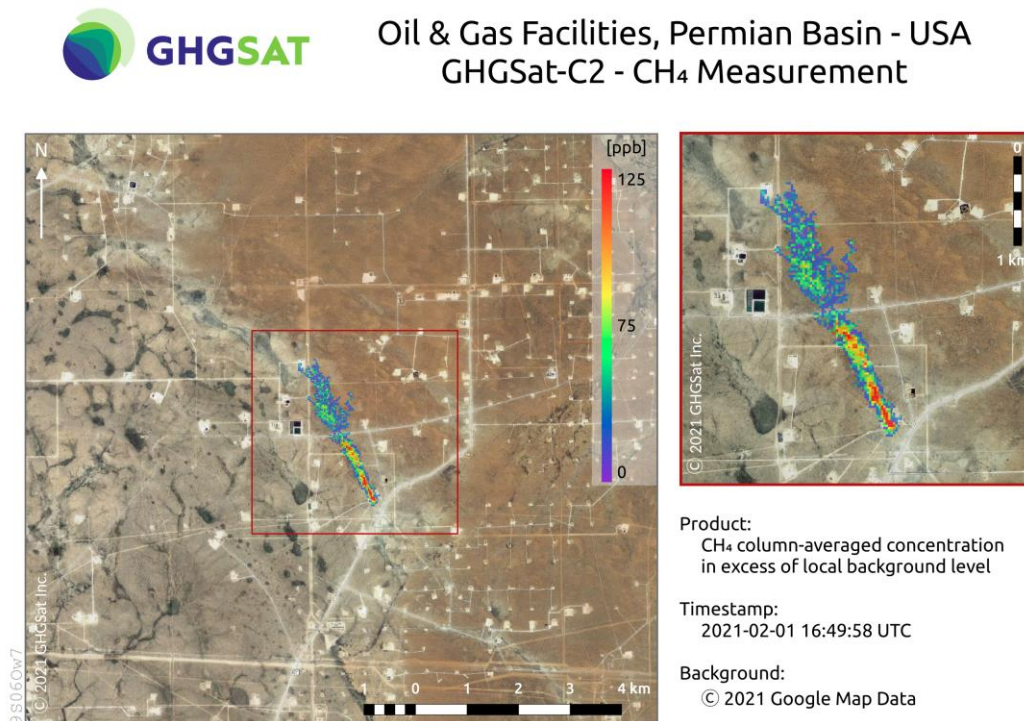 GHGSAT
Oil & Gas Facilities, Permian Basin - USA
GHGSat-C2 - CH₄ Measurement
N
[ppb]
125
75
0
© 2021 GHGSat Inc.
1 0 1 2 3 4 km
0
1 km
© 2021 GHGSat Inc.
Product:
CH₄ column-averaged concentration
in excess of local background level
Timestamp:
2021-02-01 16:49:58 UTC
Background:
© 2021 Google Map Data
9S06Ow7